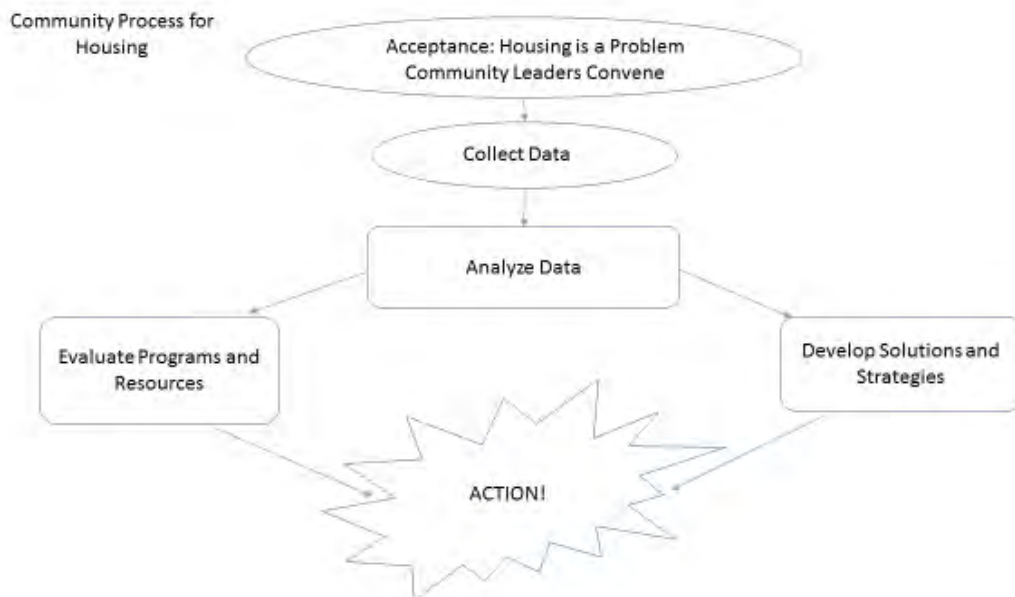 Community Process for
Housing
Acceptance: Housing is a Problem
Community Leaders Convene
Collect Data
Analyze Data
Evaluate Programs and
Resources
Develop Solutions and
Strategies
ACTION!